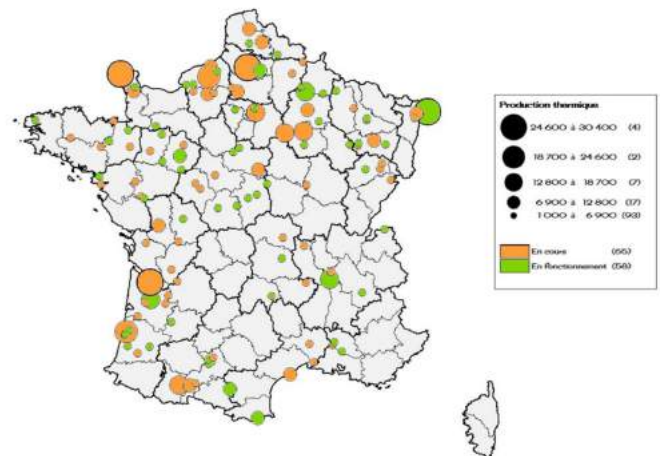 Production thermique
24 600 à 30 400 (4)
18 700 à 24 600 (2)
12 800 à 18 700 (7)
6 900 à 12 800 (17)
1 000 à 6 900 (93)
En cours (65)
En fonctionnement (58)